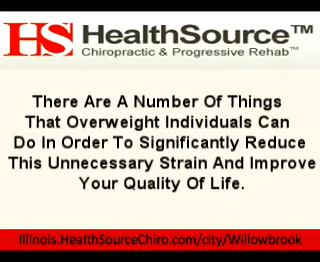 HS HealthSource™
Chiropractic & Progressive Rehab™
There Are A Number Of Things
That Overweight Individuals Can
Do In Order To Significantly Reduce
This Unnecessary Strain And Improve
Your Quality Of Life.
Illinois.HealthSourceChiro.com/city/Willowbrook